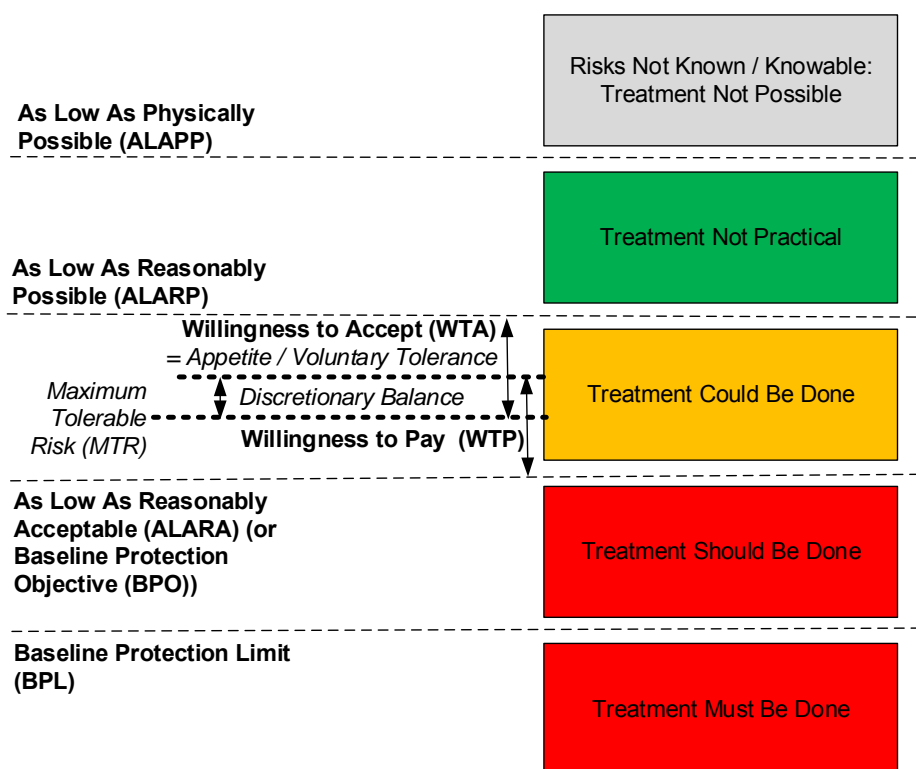 Risks Not Known / Knowable:
Treatment Not Possible
As Low As Physically
Possible (ALAPP)
Treatment Not Practical
As Low As Reasonably
Possible (ALARP)
Willingness to Accept (WTA)
= Appetite / Voluntary Tolerance
Maximum
Tolerable
Risk (MTR)
Discretionary Balance
Willingness to Pay (WTP)
Treatment Could Be Done
As Low As Reasonably
Acceptable (ALARA) (or
Baseline Protection
Objective (BPO))
Treatment Should Be Done
Baseline Protection Limit
(BPL)
Treatment Must Be Done